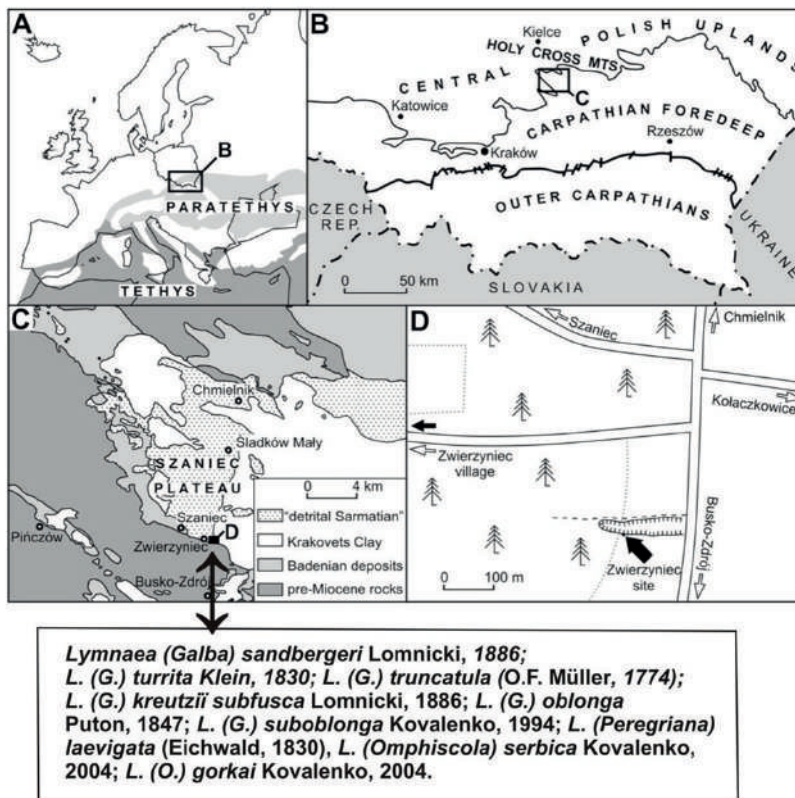 A
B
PARATETHYS
TETHYS
B
Kielce
HOLY CROSS MTS
CENTRAL POLISH UPLANDS
C
Katowice
CARPATHIAN FOREDEEP
Rzeszów
Kraków
OUTER CARPATHIANS
CZECH
REP.
UKRAINE
0 50 km
SLOVAKIA
C
Chmielnik
Śladków Mały
SZANIEC
PLATEAU
Szaniec
D
Zwierzyniec
Pińczów
Busko-Zdrój
0 4 km
"detrital Sarmatian"
Krakovets Clay
Badenian deposits
pre-Miocene rocks
D
Szaniec
Chmielnik
Kołaczkowice
Zwierzyniec
village
Busko-Zdrój
Zwierzyniec
site
0 100 m
Lymnaea (Galba) sandbergeri Lomnicki, 1886;
L. (G.) turrita Klein, 1830; L. (G.) truncatula (O.F. Müller, 1774);
L. (G.) kreutzïï subfusca Lomnicki, 1886; L. (G.) oblonga
Puton, 1847; L. (G.) suboblonga Kovalenko, 1994; L. (Peregriana)
laevigata (Eichwald, 1830), L. (Omphiscola) serbica Kovalenko,
2004; L. (O.) gorkai Kovalenko, 2004.